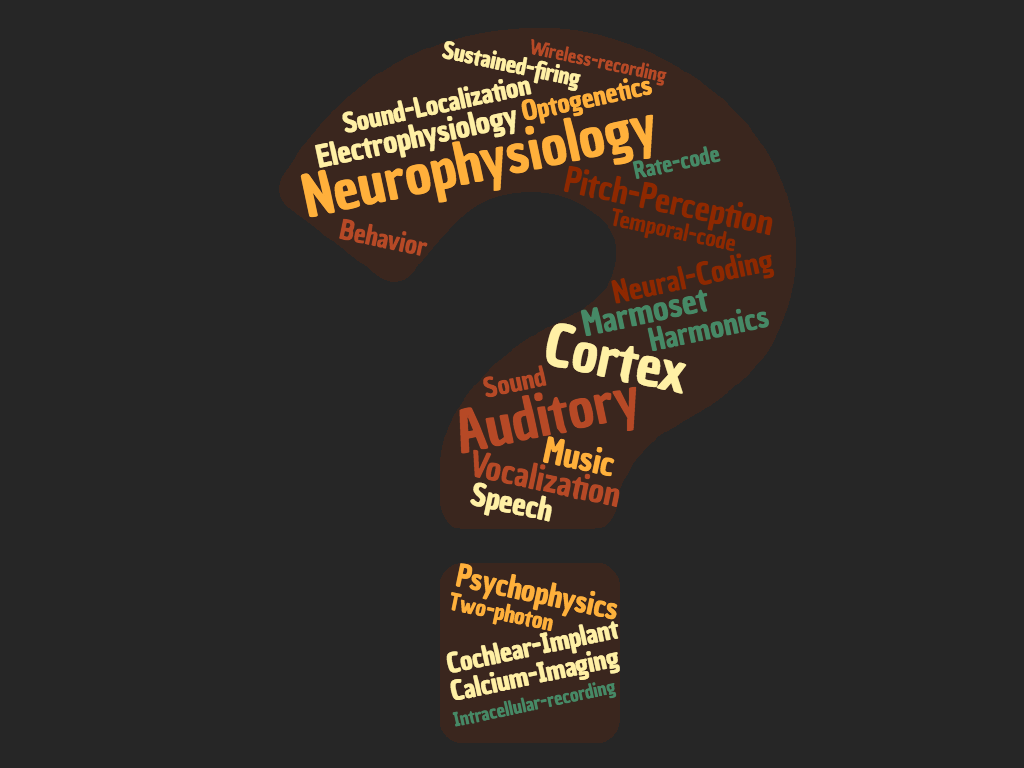 Wireless-recording
Sustained-firing
Sound-Localization
Optogenetics
Electrophysiology
Neurophysiology
Rate-code
Pitch-Perception
Temporal-code
Behavior
Neural-Coding
Marmoset
Harmonics
Cortex
Sound
Auditory
Music
Vocalization
Speech
Psychophysics
Two-photon
Cochlear-Implant
Calcium-Imaging
Intracellular-recording